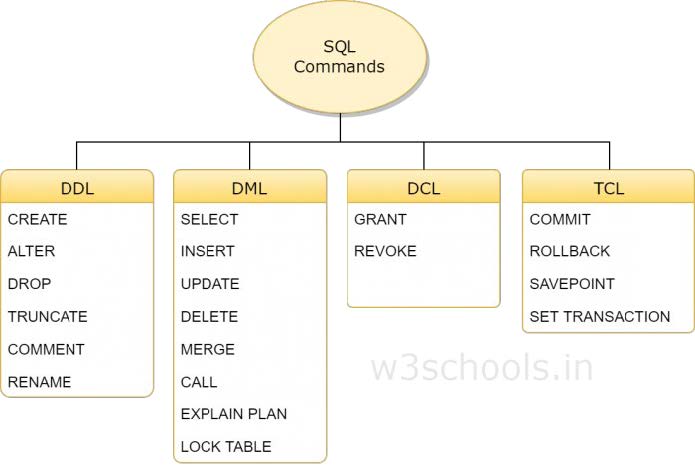 SQL
Commands
DDL
CREATE
ALTER
DROP
TRUNCATE
COMMENT
RENAME
DML
SELECT
INSERT
UPDATE
DELETE
MERGE
CALL
EXPLAIN PLAN
LOCK TABLE
DCL
GRANT
REVOKE
TCL
COMMIT
ROLLBACK
SAVEPOINT
SET TRANSACTION
w3schools.in